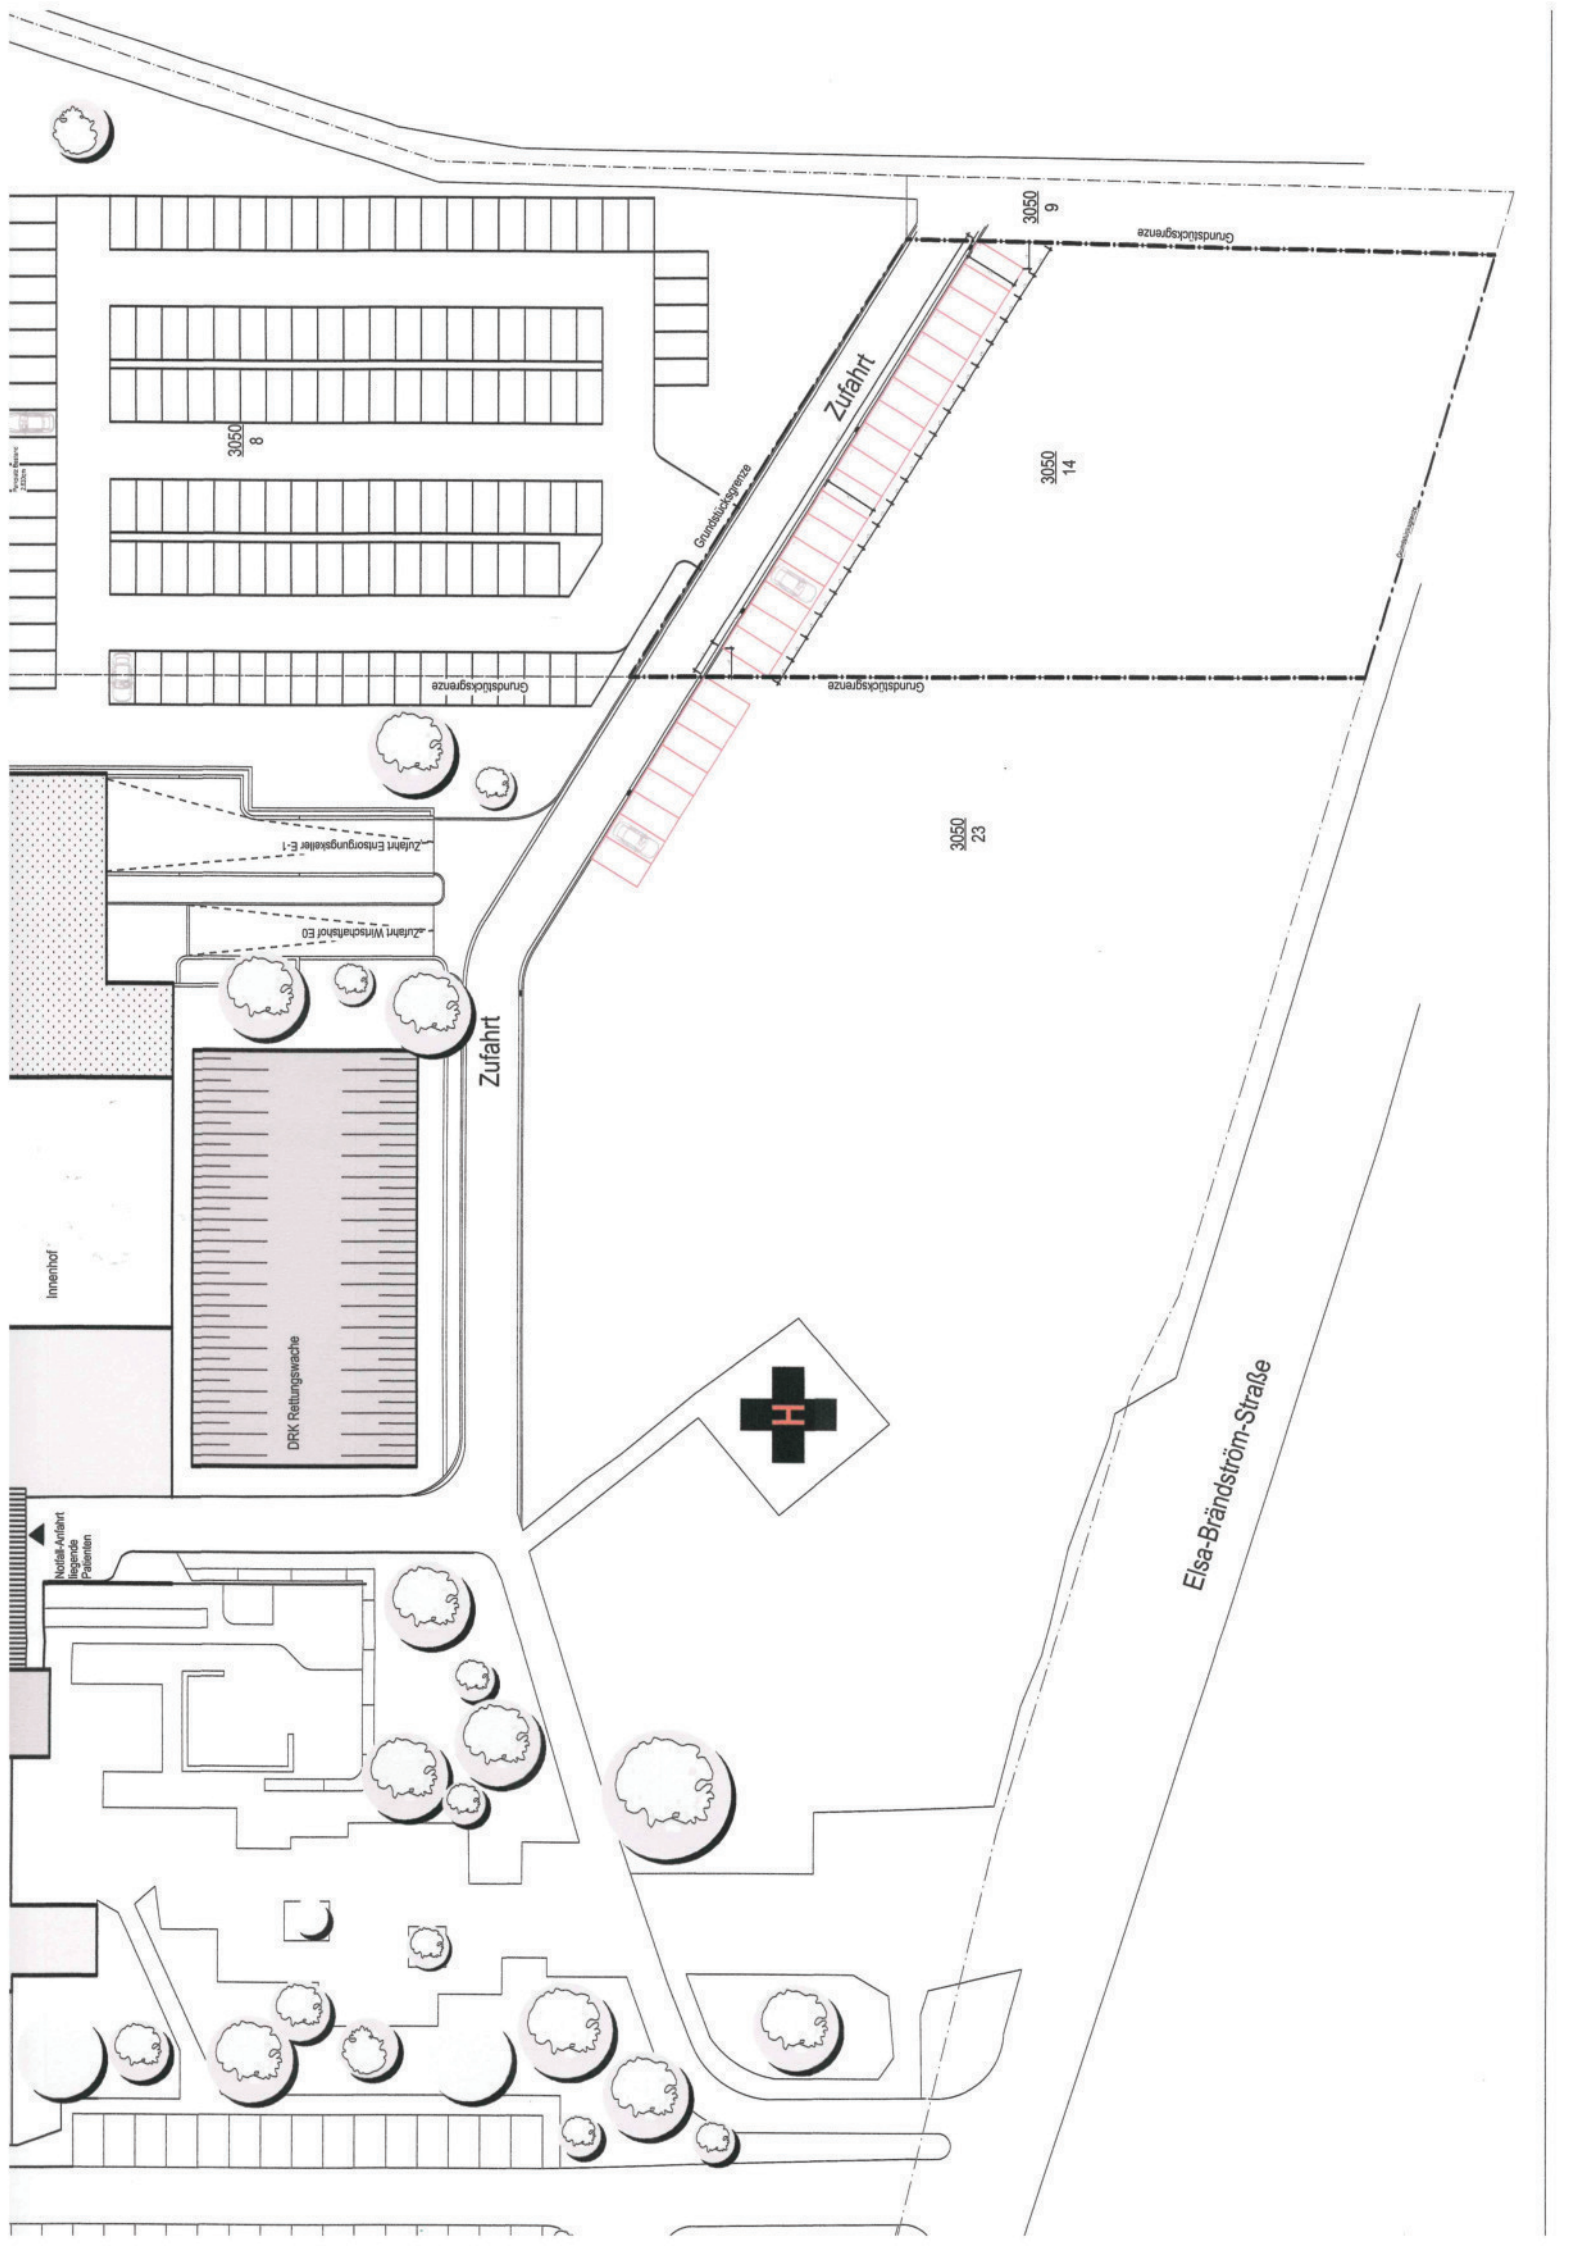 3050
9
Grundstücksgrenze
Zufahrt
3050
8
3050
14
Grundstücksgrenze
Grundstücksgrenze
Grundstücksgrenze
Grundstücksgrenze
3050
23
Zufahrt Entsorgungskeller E-1
Zufahrt Wirtschaftshof E0
Zufahrt
Innenhof
DRK Rettungswache
H
Notfall-Anfahrt
liegende
Patienten
Elsa-Brändström-Straße